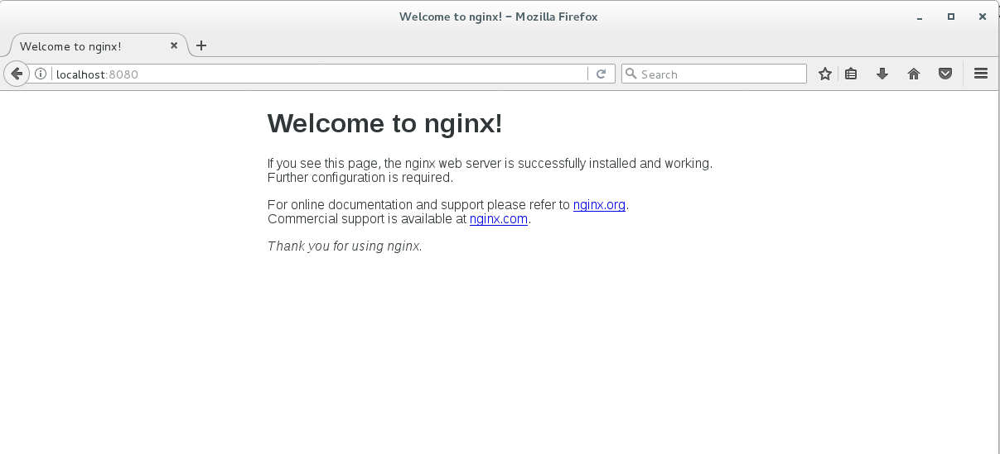 Welcome to nginx! – Mozilla Firefox
Welcome to nginx!
localhost:8080
Search
Welcome to nginx!
If you see this page, the nginx web server is successfully installed and working.
Further configuration is required.
For online documentation and support please refer to nginx.org.
Commercial support is available at nginx.com.
Thank you for using nginx.